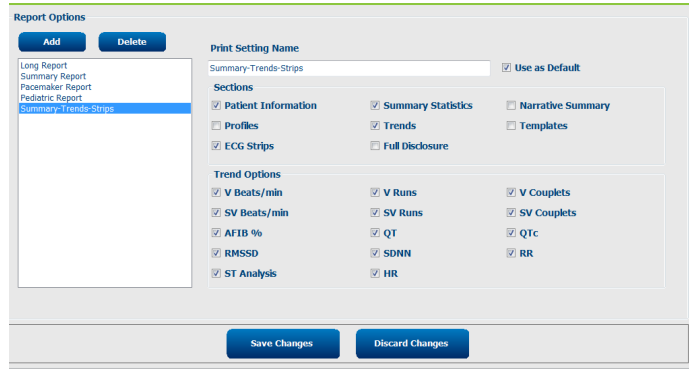 Report Options
Add Delete
Long Report
Summary Report
Pacemaker Report
Pediatric Report
Summary-Trends-Strips
Print Setting Name
Summary-Trends-Strips Use as Default
Sections
Patient Information Summary Statistics Narrative Summary
Profiles Trends Templates
ECG Strips Full Disclosure
Trend Options
V Beats/min V Runs V Couplets
SV Beats/min SV Runs SV Couplets
AFIB % QT QTc
RMSSD SDNN RR
ST Analysis HR
Save Changes Discard Changes